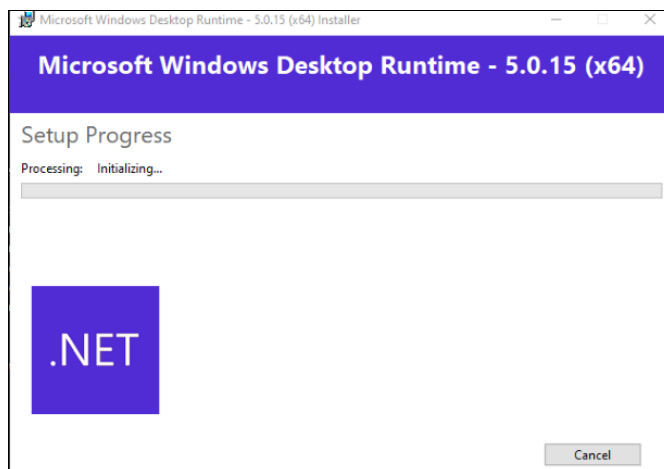 Microsoft Windows Desktop Runtime - 5.0.15 (x64) Installer
Microsoft Windows Desktop Runtime - 5.0.15 (x64)
Setup Progress
Processing: Initializing...
.NET
Cancel